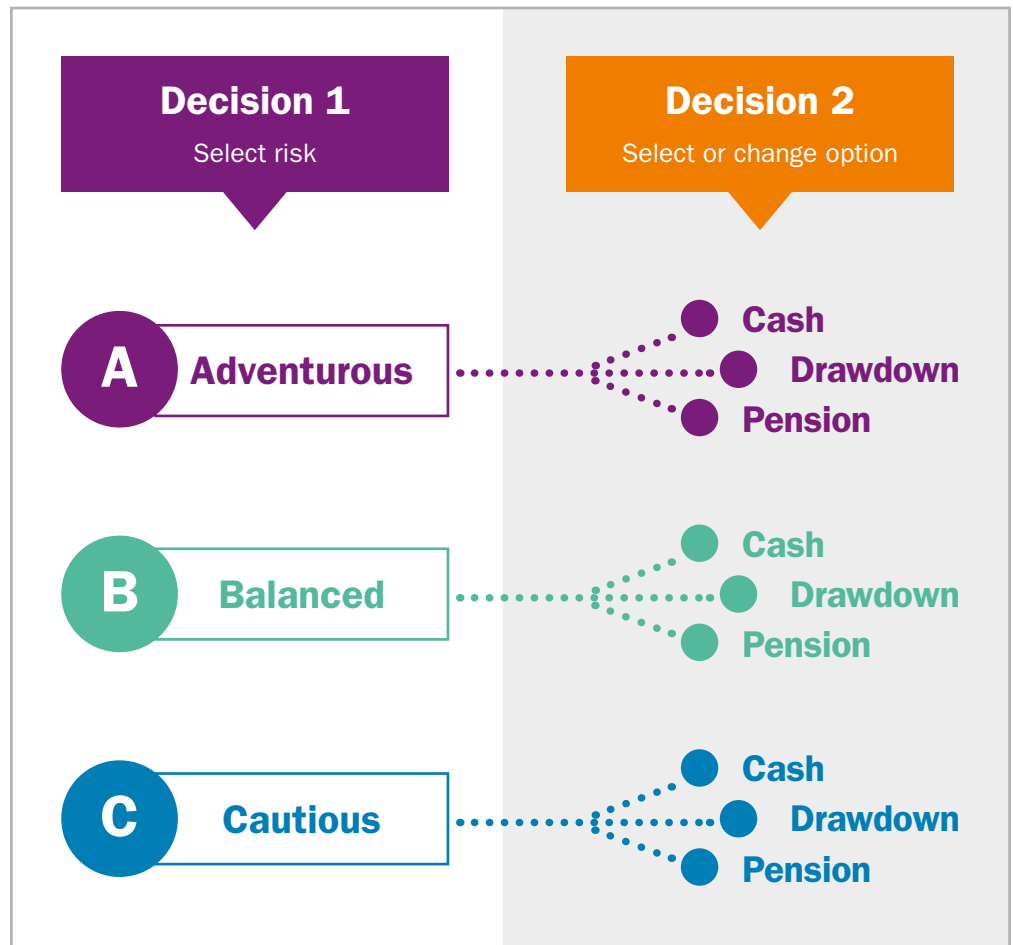 Decision 1
Select risk
Decision 2
Select or change option
A
Adventurous
Cash
Drawdown
Pension
B
Balanced
Cash
Drawdown
Pension
C
Cautious
Cash
Drawdown
Pension